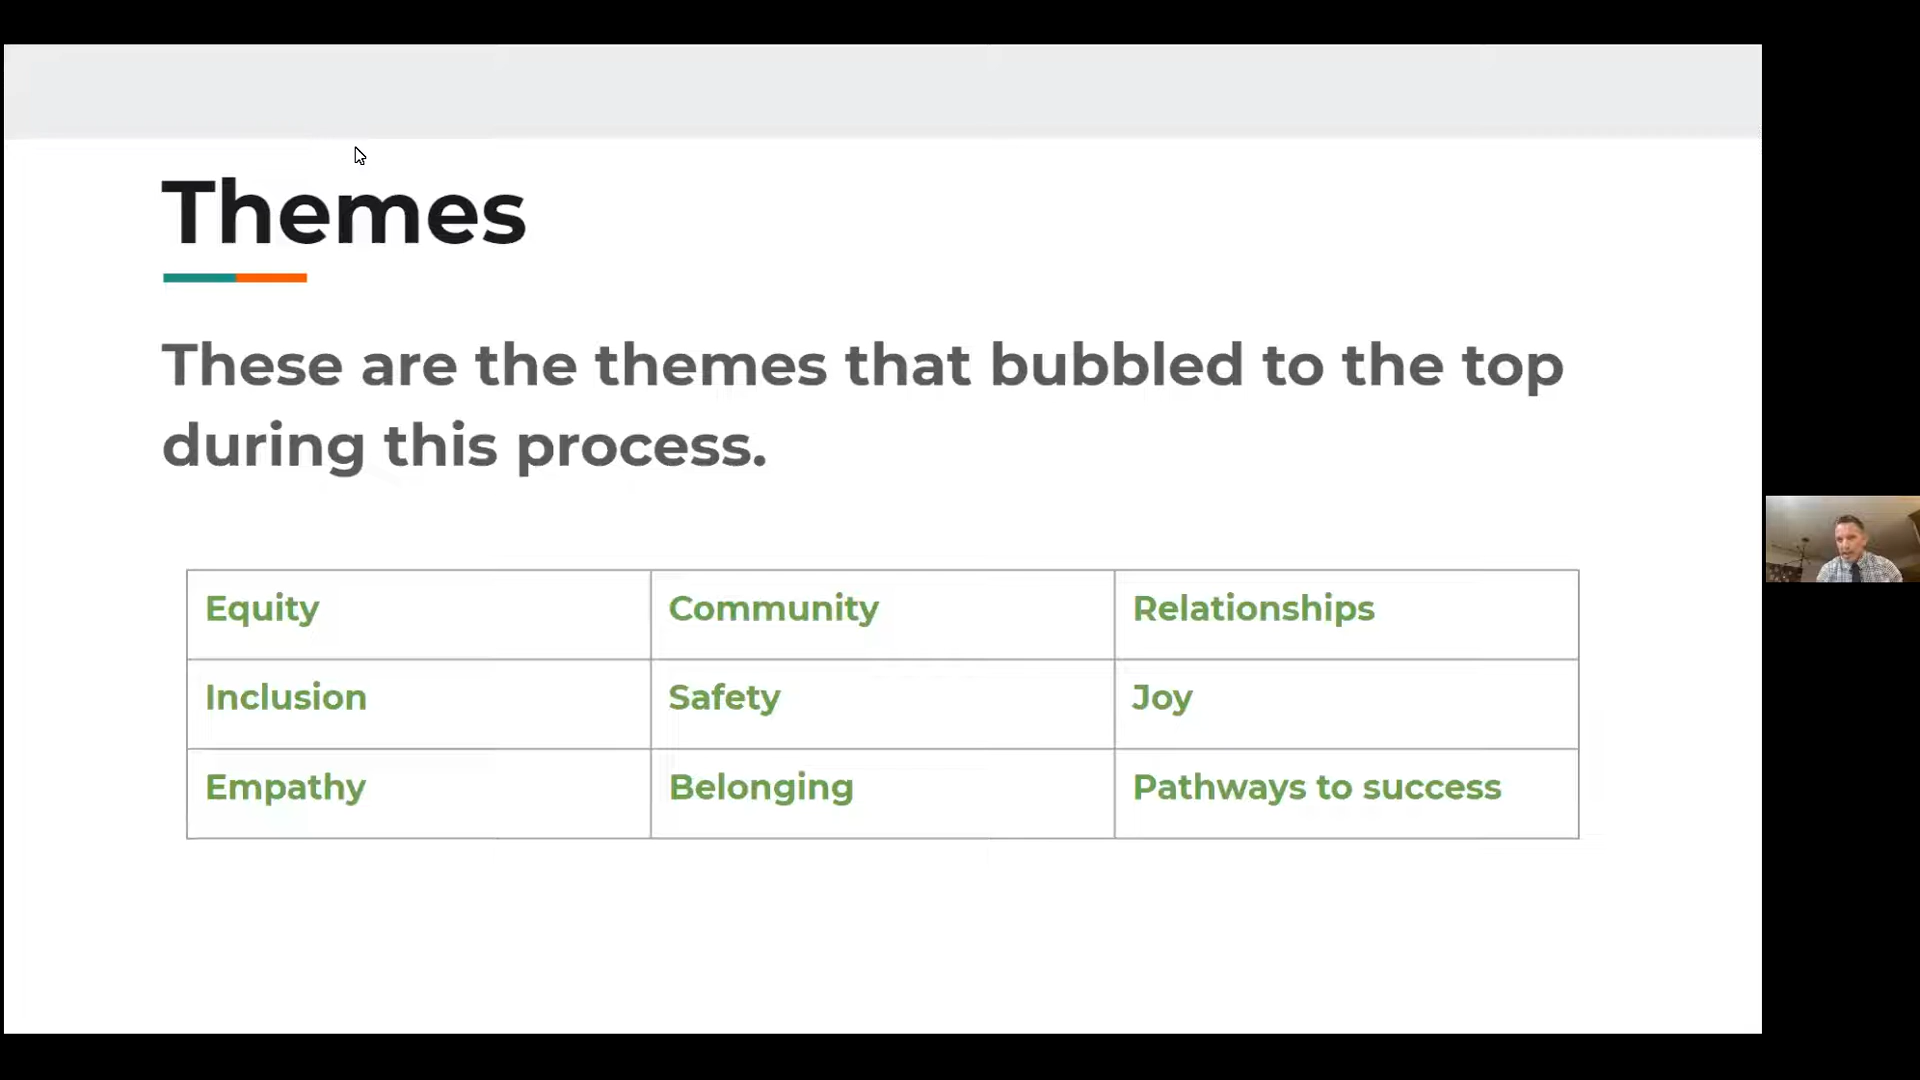 Themes
These are the themes that bubbled to the top
during this process.
Equity Community Relationships
Inclusion Safety Joy
Empathy Belonging Pathways to success